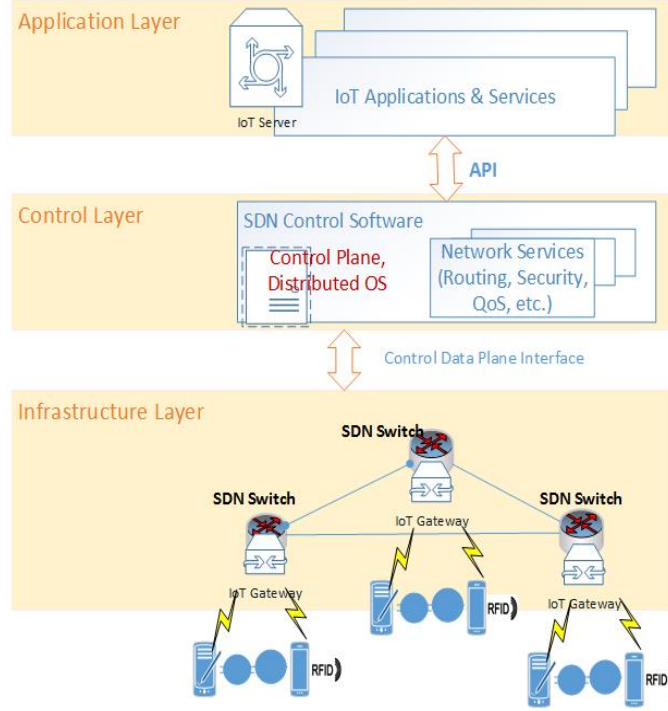 Application Layer
IoT Server
IoT Applications & Services
API
Control Layer
SDN Control Software
Control Plane,
Distributed OS
Network Services
(Routing, Security,
QoS, etc.)
Control Data Plane Interface
Infrastructure Layer
SDN Switch
SDN Switch
SDN Switch
IoT Gateway
IoT Gateway
IoT Gateway
RFID
RFID
RFID